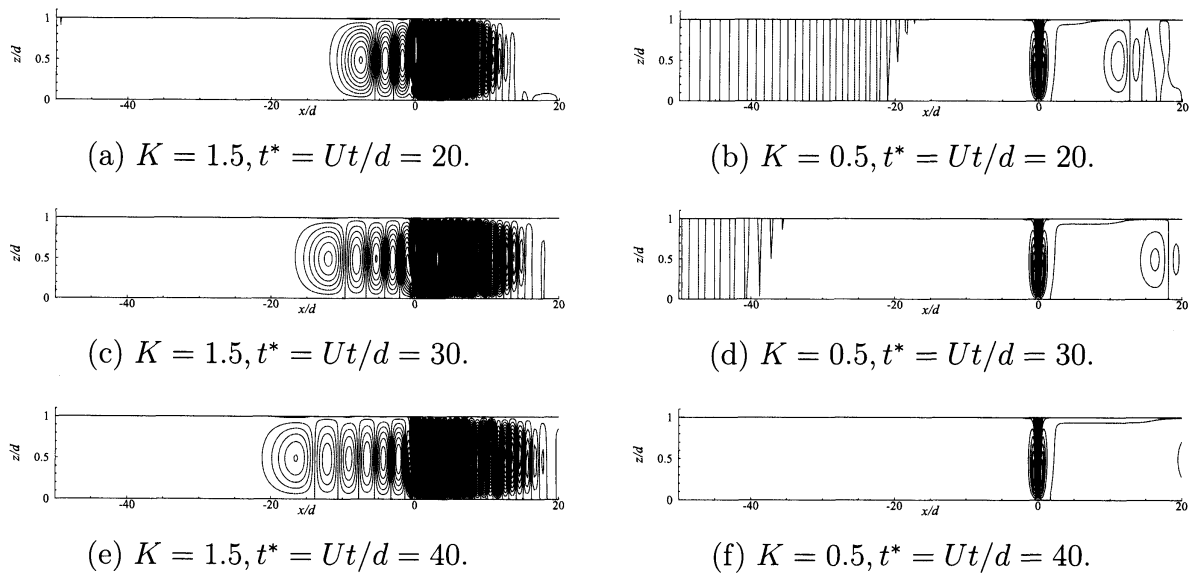 z/d
1
0.5
0
-40
-20
0
20
x/d
(a) K = 1.5, t* = Ut/d = 20.
z/d
1
0.5
0
-40
-20
0
20
x/d
(b) K = 0.5, t* = Ut/d = 20.
z/d
1
0.5
0
-40
-20
0
20
x/d
(c) K = 1.5, t* = Ut/d = 30.
z/d
1
0.5
0
-40
-20
0
20
x/d
(d) K = 0.5, t* = Ut/d = 30.
z/d
1
0.5
0
-40
-20
0
20
x/d
(e) K = 1.5, t* = Ut/d = 40.
z/d
1
0.5
0
-40
-20
0
20
x/d
(f) K = 0.5, t* = Ut/d = 40.